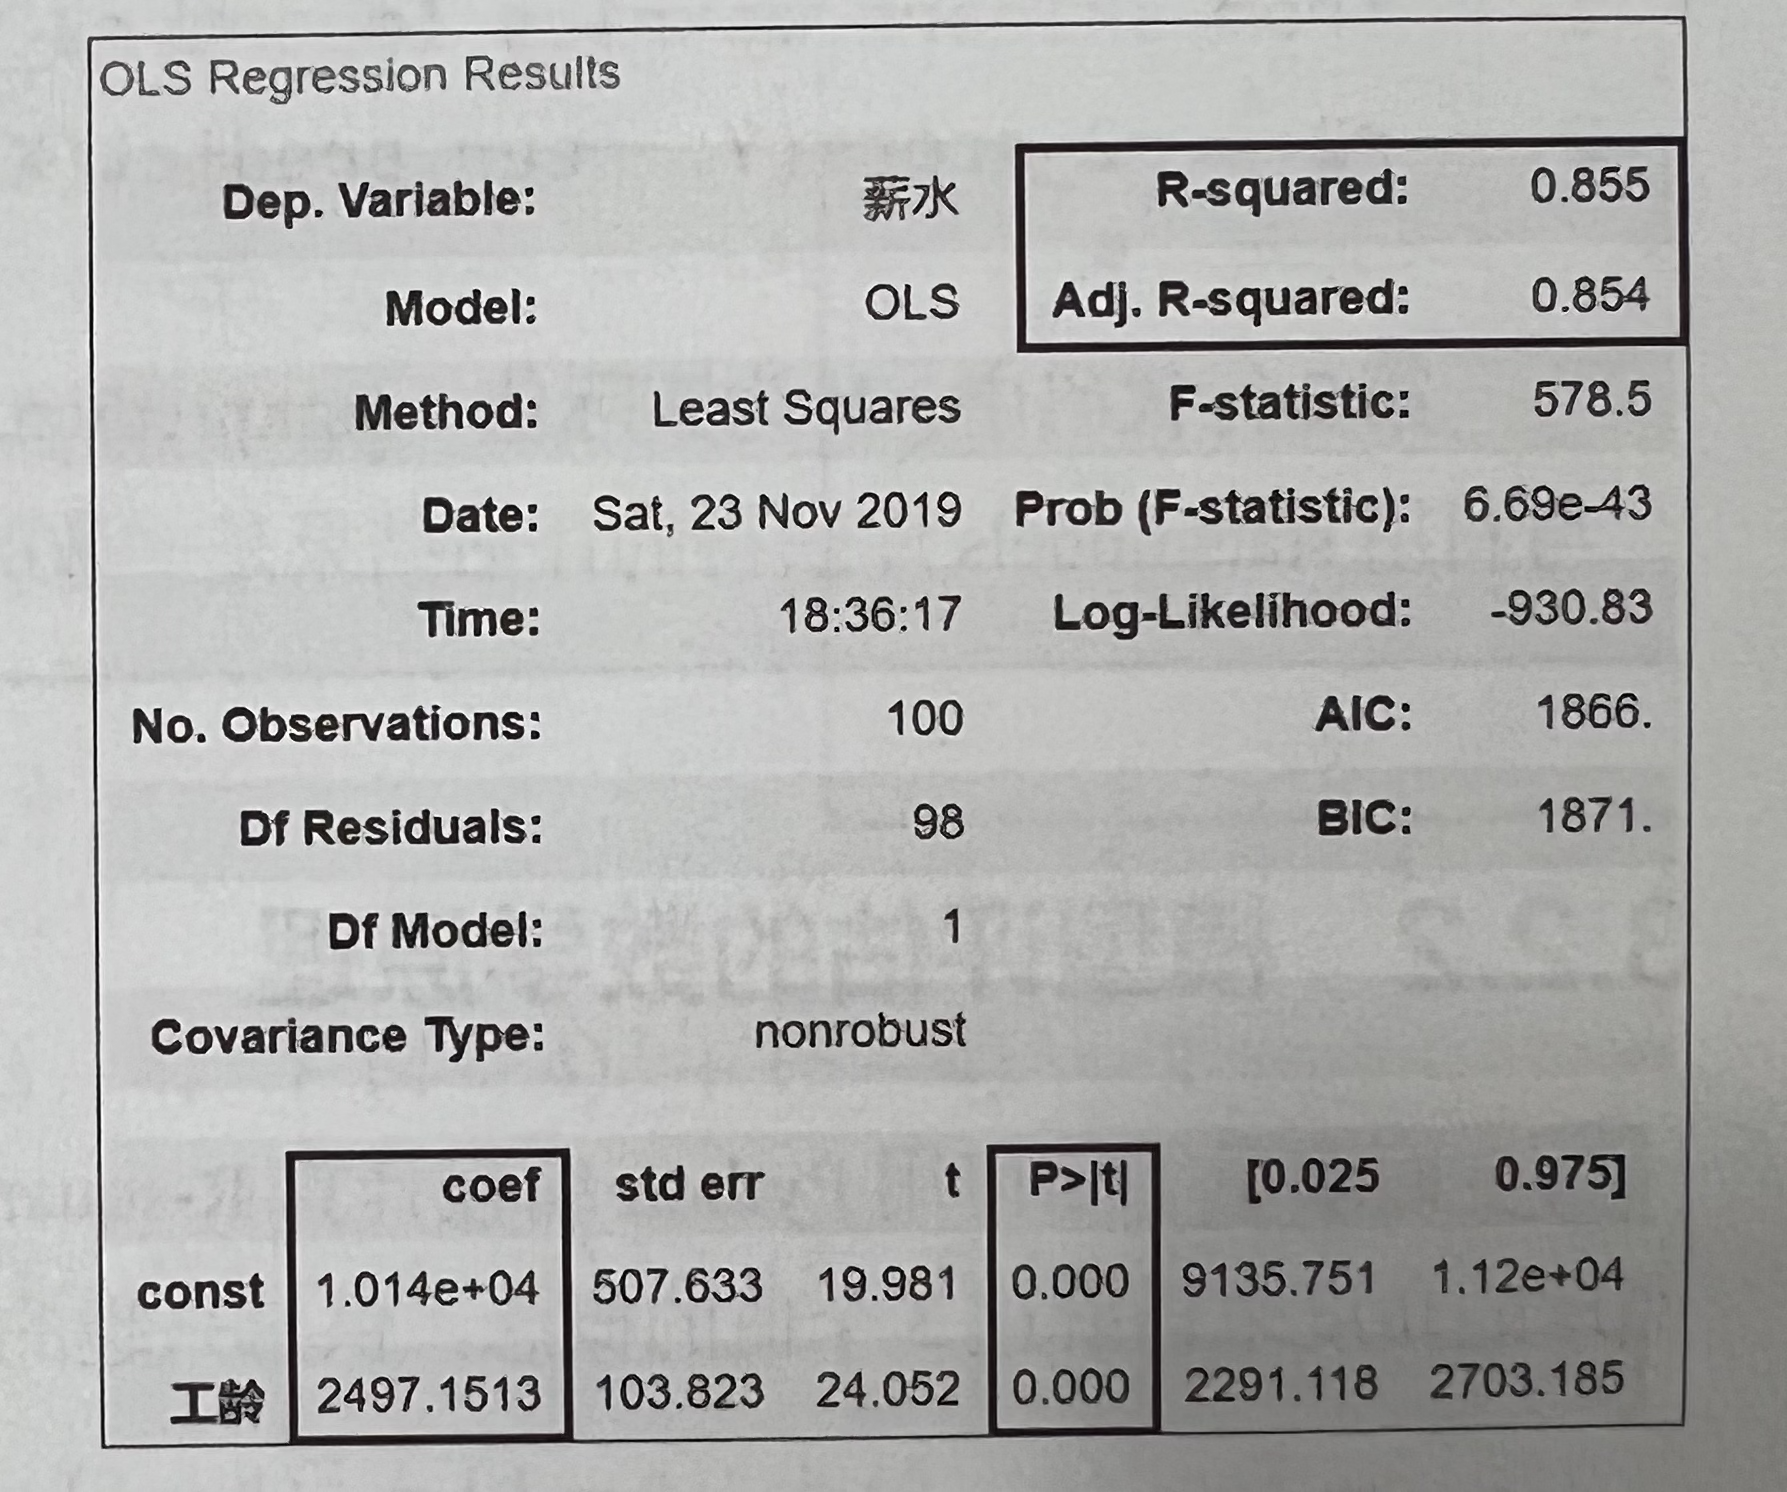 OLS Regression Results
Dep. Variable: 薪水 R-squared: 0.855
Model: OLS Adj. R-squared: 0.854
Method: Least Squares F-statistic: 578.5
Date: Sat, 23 Nov 2019 Prob (F-statistic): 6.69e-43
Time: 18:36:17 Log-Likelihood: -930.83
No. Observations: 100 AIC: 1866.
Df Residuals: 98 BIC: 1871.
Df Model: 1
Covariance Type: nonrobust
coef std err t P>|t| [0.025 0.975]
const 1.014e+04 507.633 19.981 0.000 9135.751 1.12e+04
工龄 2497.1513 103.823 24.052 0.000 2291.118 2703.185